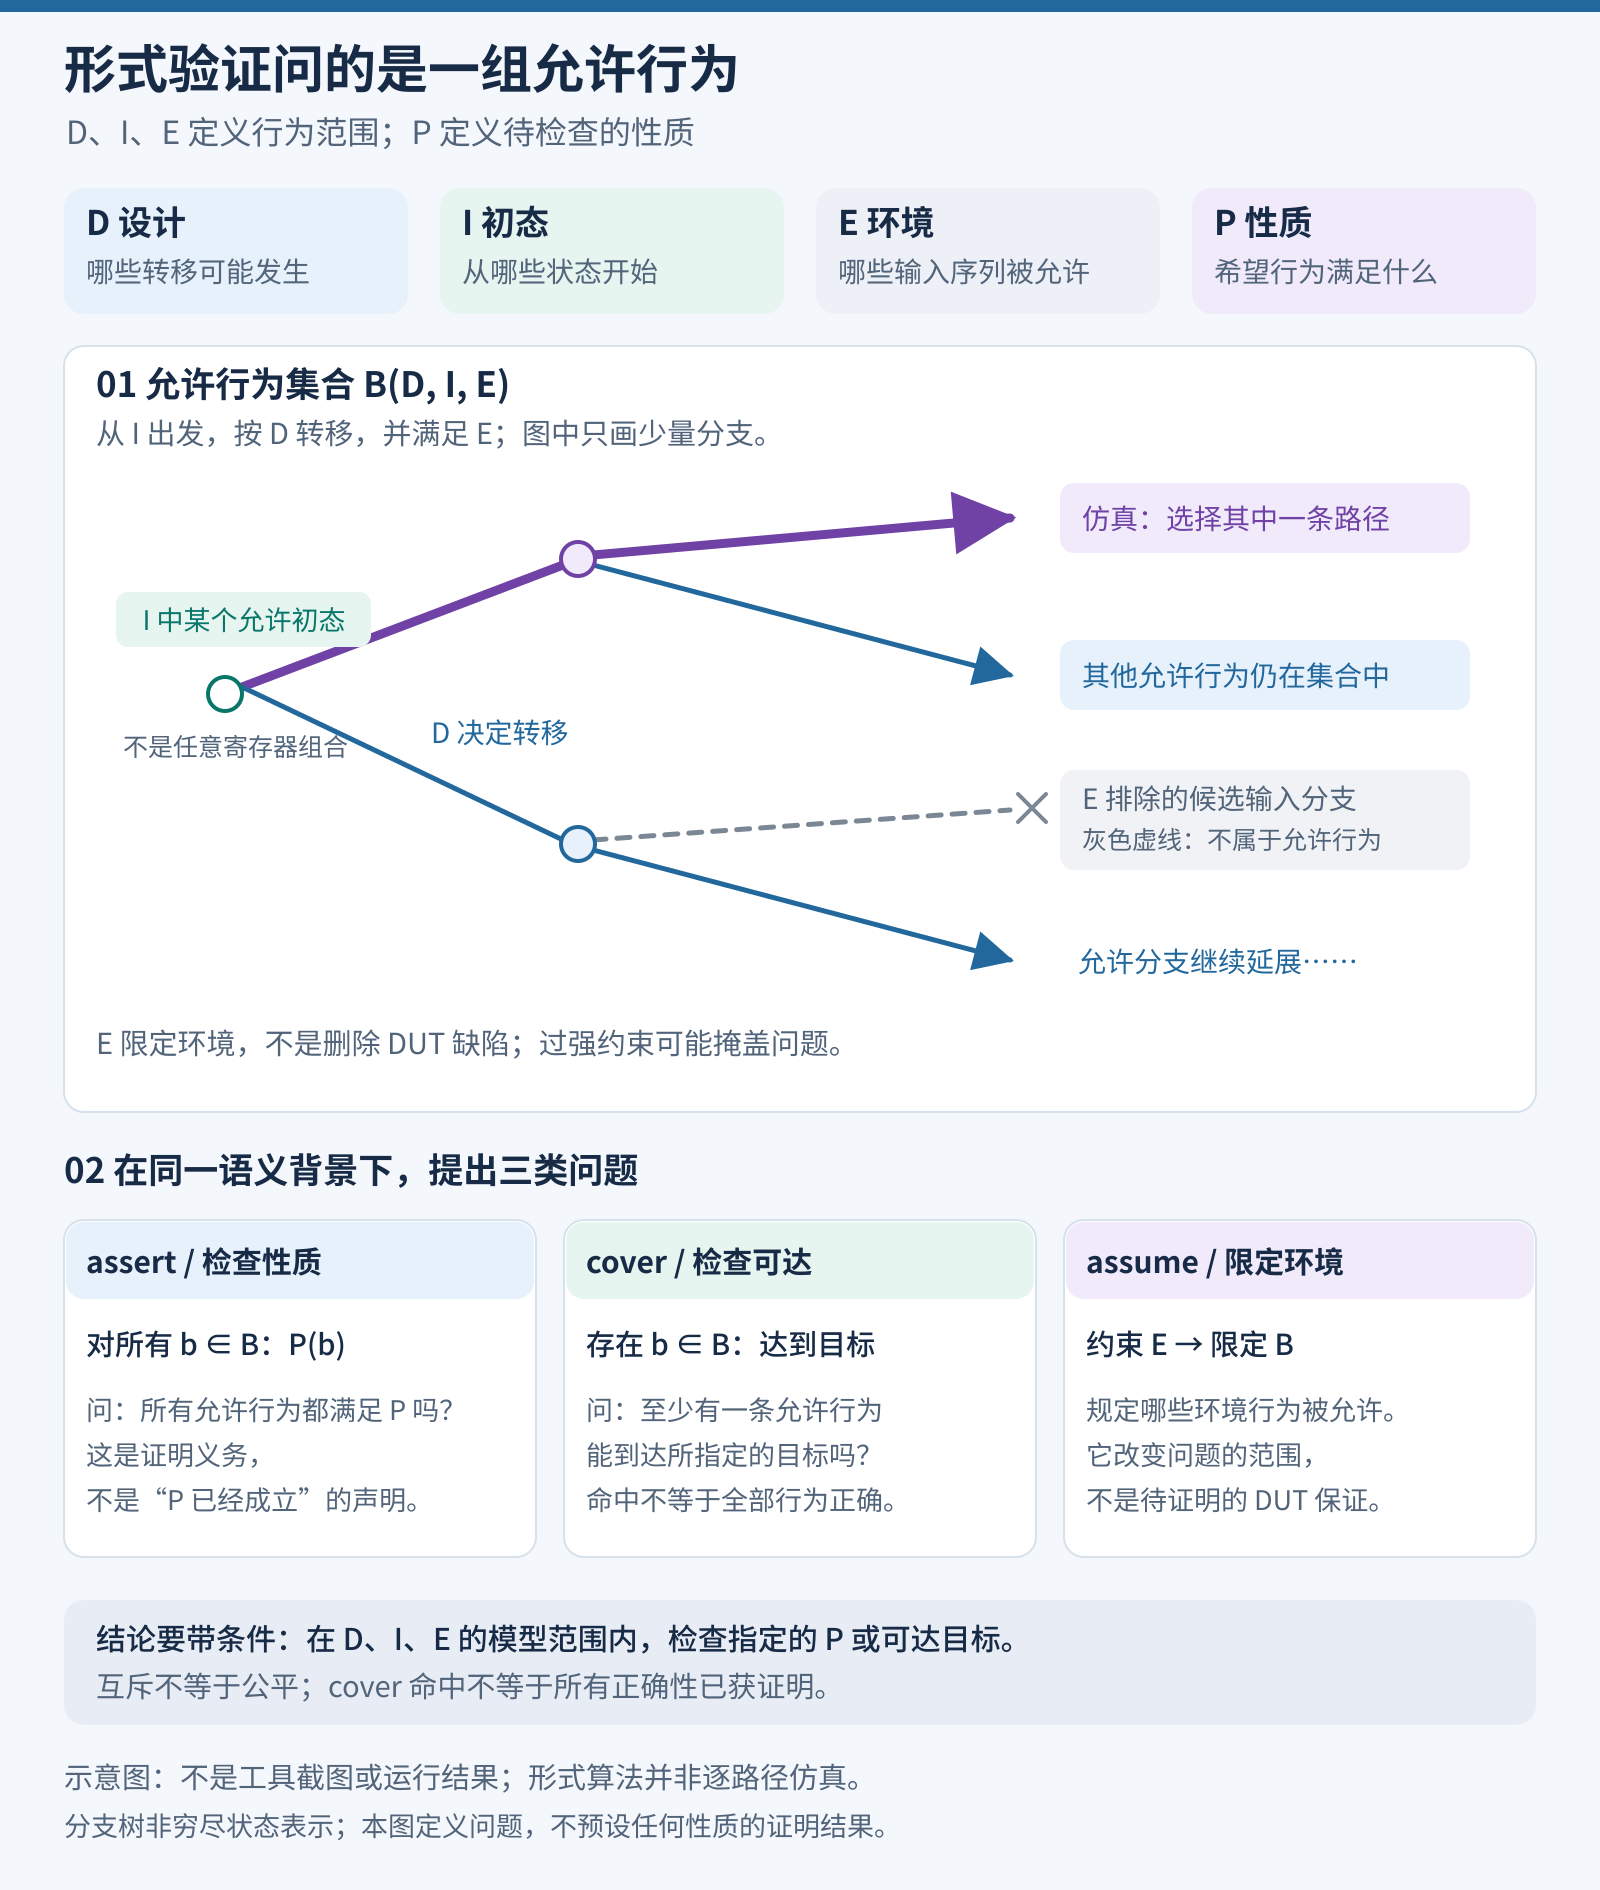 形式验证问的是一组允许行为
D、I、E 定义行为范围；P 定义待检查的性质
D 设计
哪些转移可能发生
I 初态
从哪些状态开始
E 环境
哪些输入序列被允许
P 性质
希望行为满足什么
01 允许行为集合 B(D, I, E)
从 I 出发，按 D 转移，并满足 E；图中只画少量分支。
仿真：选择其中一条路径
I 中某个允许初态
其他允许行为仍在集合中
不是任意寄存器组合
D 决定转移
E 排除的候选输入分支
灰色虚线：不属于允许行为
允许分支继续延展……
E 限定环境，不是删除 DUT 缺陷；过强约束可能掩盖问题。
02 在同一语义背景下，提出三类问题
assert / 检查性质
对所有 b ∈ B：P(b)
问：所有允许行为都满足 P 吗？
这是证明义务，
不是“P 已经成立”的声明。
cover / 检查可达
存在 b ∈ B：达到目标
问：至少有一条允许行为
能到达所指定的目标吗？
命中不等于全部行为正确。
assume / 限定环境
约束 E → 限定 B
规定哪些环境行为被允许。
它改变问题的范围，
不是待证明的 DUT 保证。
结论要带条件：在 D、I、E 的模型范围内，检查指定的 P 或可达目标。
互斥不等于公平；cover 命中不等于所有正确性已获证明。
示意图：不是工具截图或运行结果；形式算法并非逐路径仿真。
分支树非穷尽状态表示；本图定义问题，不预设任何性质的证明结果。